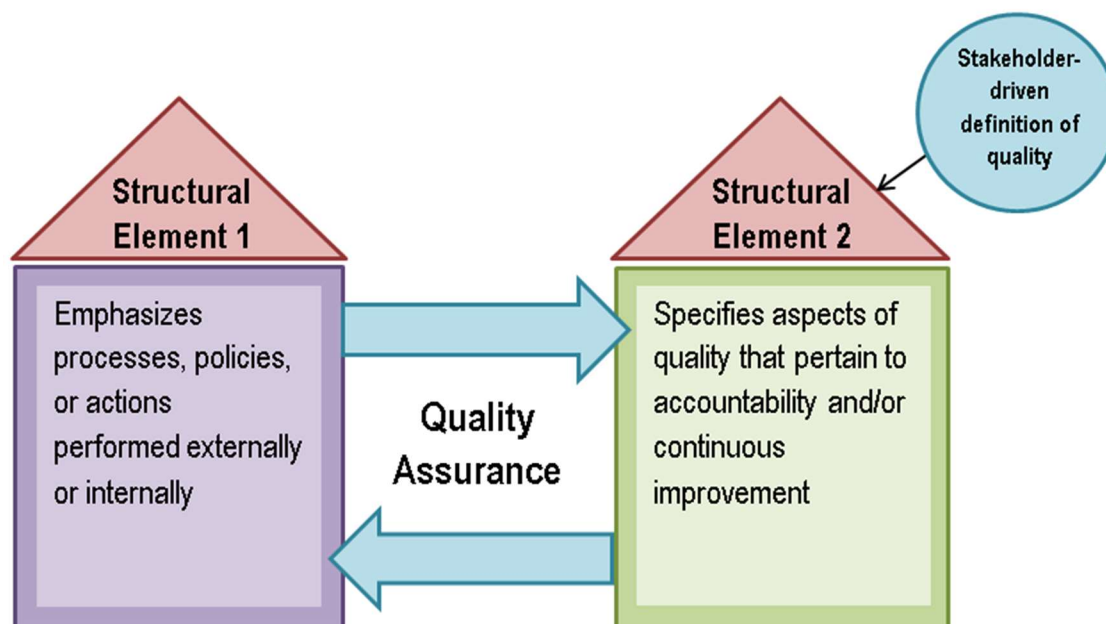 Structural
Element 1
Emphasizes
processes, policies,
or actions
performed externally
or internally
Quality
Assurance
Stakeholder-
driven
definition of
quality
Structural
Element 2
Specifies aspects of
quality that pertain to
accountability and/or
continuous
improvement